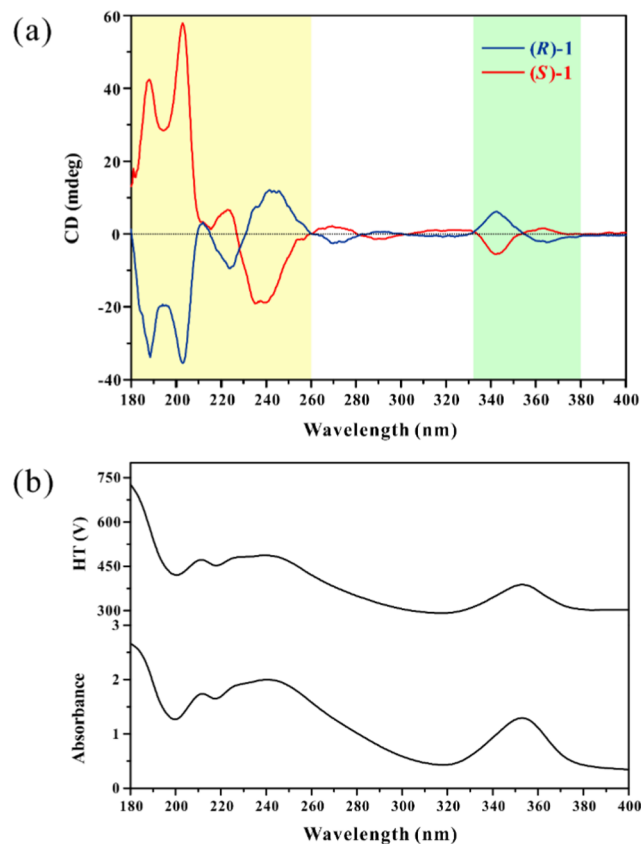 (a)
60
40
20
0
-20
-40
CD (mdeg)
(R)-1
(S)-1
180 200 220 240 260 280 300 320 340 360 380 400
Wavelength (nm)
(b)
750
600
450
300
HT (V)
3
2
1
0
Absorbance
180 200 220 240 260 280 300 320 340 360 380 400
Wavelength (nm)